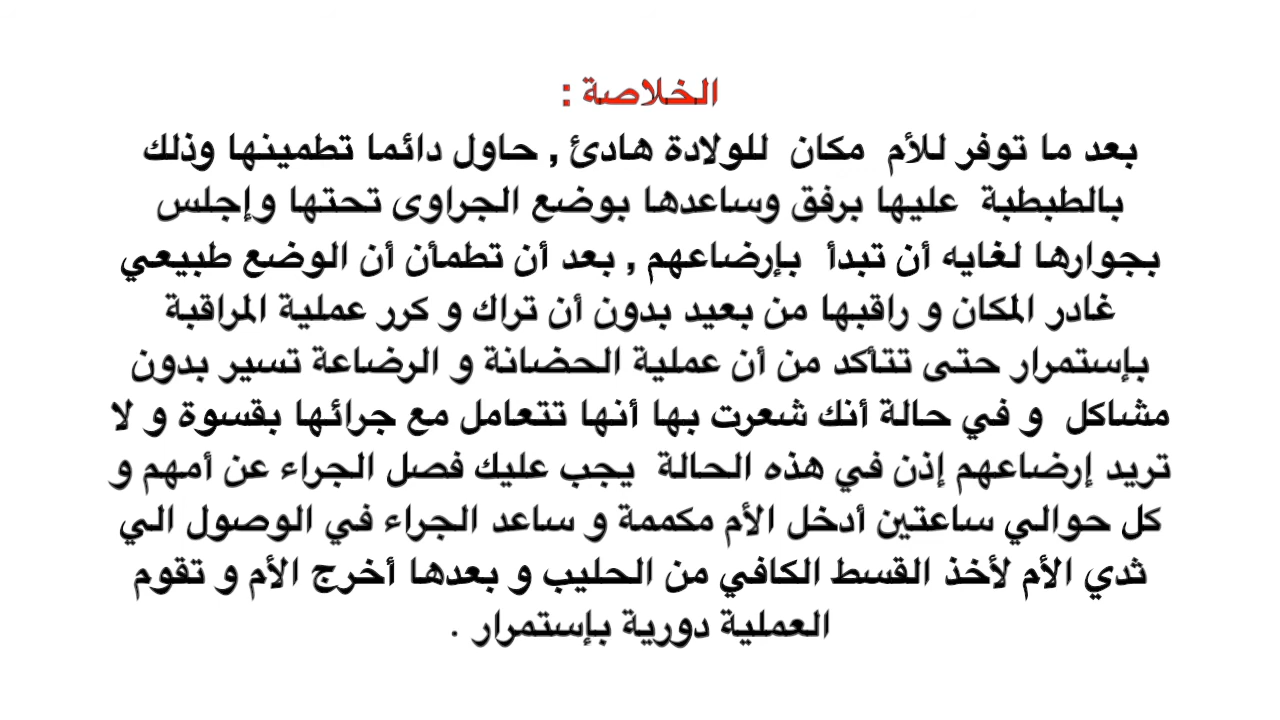 الخلاصة :
بعد ما توفر للأم مكان للولادة هادئ , حاول دائما تطمينها وذلك
بالطبطبة عليها برفق وساعدها بوضع الجراوى تحتها وإجلس
بجوارها لغايه أن تبدأ بإرضاعهم , بعد أن تطمأن أن الوضع طبيعي
غادر المكان و راقبها من بعيد بدون أن تراك و كرر عملية المراقبة
بإستمرار حتى تتأكد من أن عملية الحضانة و الرضاعة تسير بدون
مشاكل و في حالة أنك شعرت بها أنها تتعامل مع جرائها بقسوة و لا
تريد إرضاعهم إذن في هذه الحالة يجب عليك فصل الجراء عن أمهم و
كل حوالي ساعتين أدخل الأم مكممة و ساعد الجراء في الوصول الي
ثدي الأم لأخذ القسط الكافي من الحليب و بعدها أخرج الأم و تقوم
العملية دورية بإستمرار .